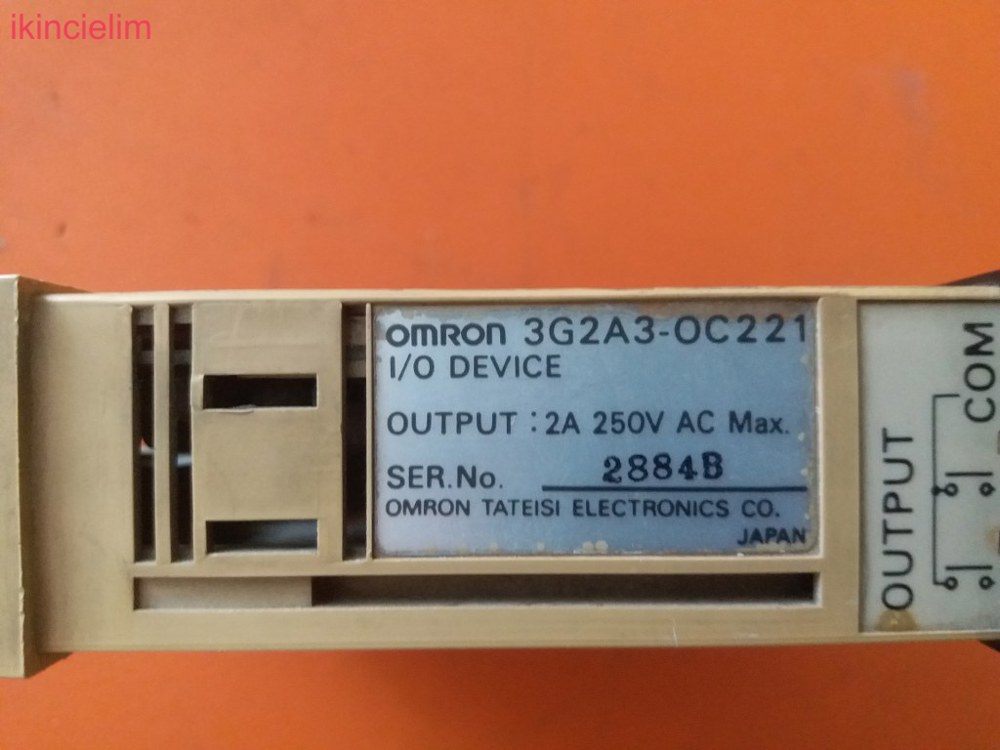 ikincielim
omron 3G2A3-OC221
I/O DEVICE
OUTPUT : 2A 250V AC Max.
SER.No. 2884B
OMRON TATEISI ELECTRONICS CO.
JAPAN
OUTPUT
COM